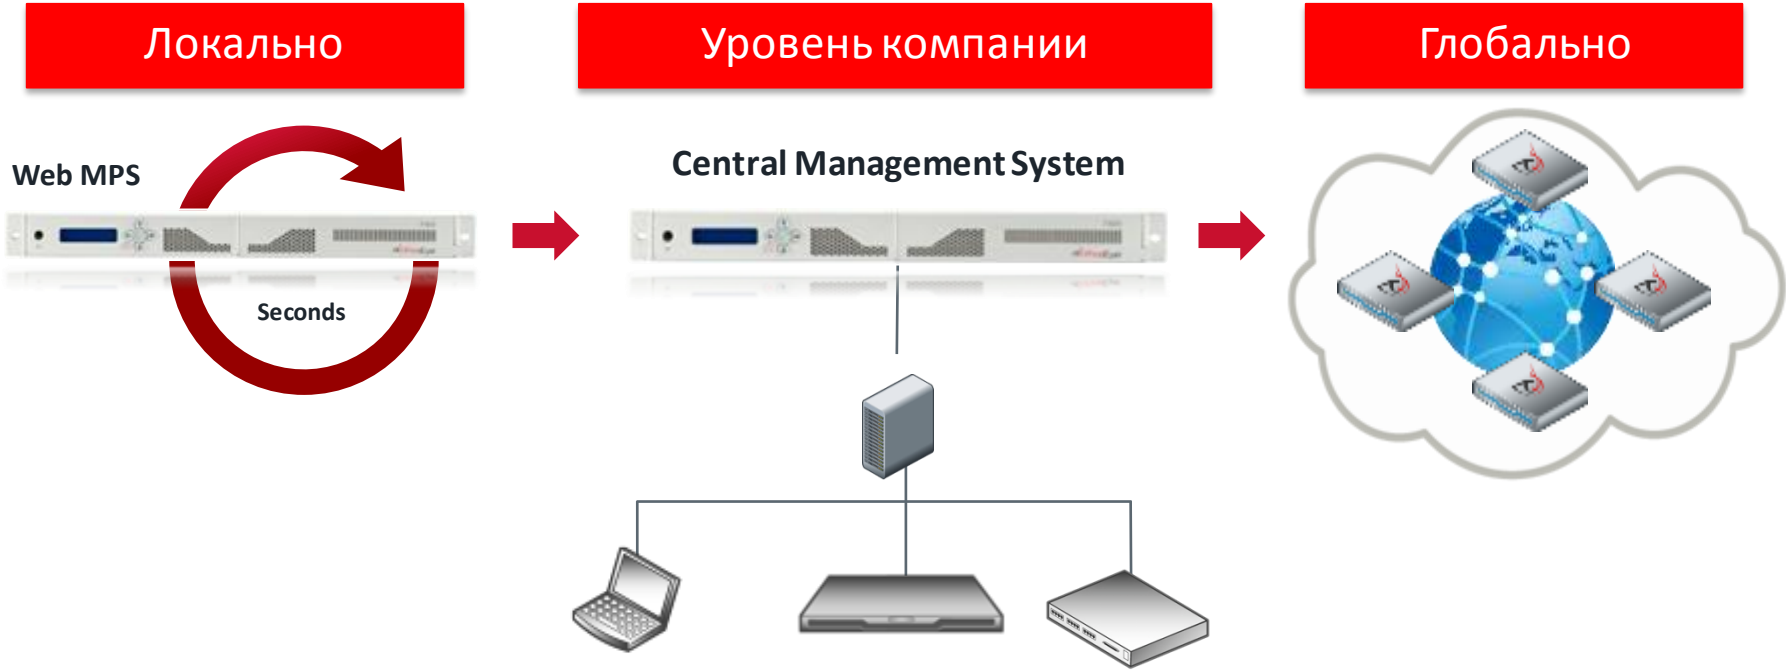 Локально
Уровень компании
Глобально
Web MPS
Seconds
Central Management System